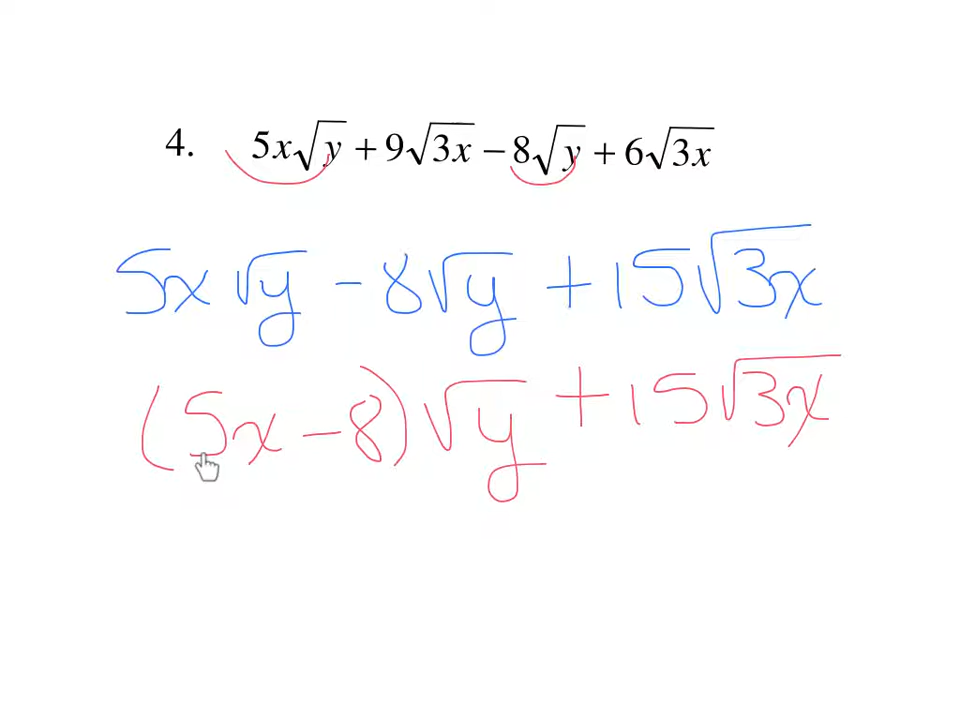 4. 5x√y + 9√3x − 8√y + 6√3x
5x√y − 8√y + 15√3x
(5x − 8)√y + 15√3x